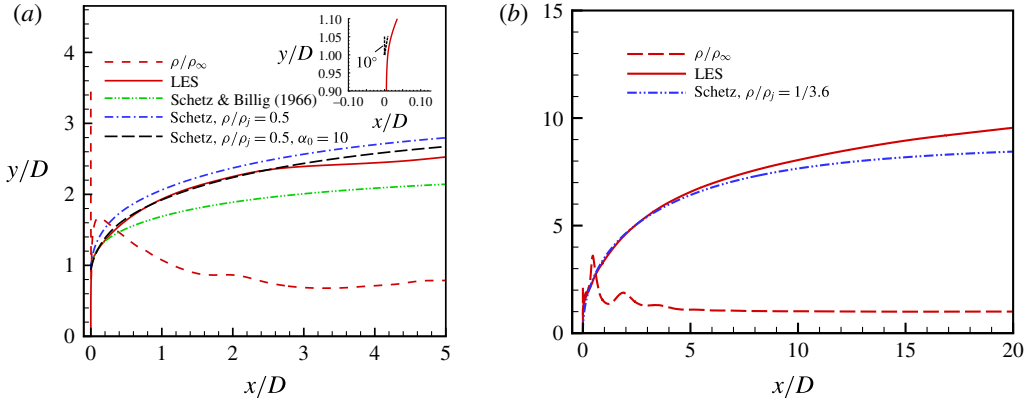 (a)
y/D
4
3
2
1
0
0 1 2 3 4 5
x/D
ρ/ρ∞
LES
Schetz & Billig (1966)
Schetz, ρ/ρj = 0.5
Schetz, ρ/ρj = 0.5, α0 = 10
y/D
1.10
1.05
1.00
0.95
0.90
10°
−0.10 0 0.10
x/D
(b)
15
10
5
0
0 5 10 15 20
x/D
ρ/ρ∞
LES
Schetz, ρ/ρj = 1/3.6